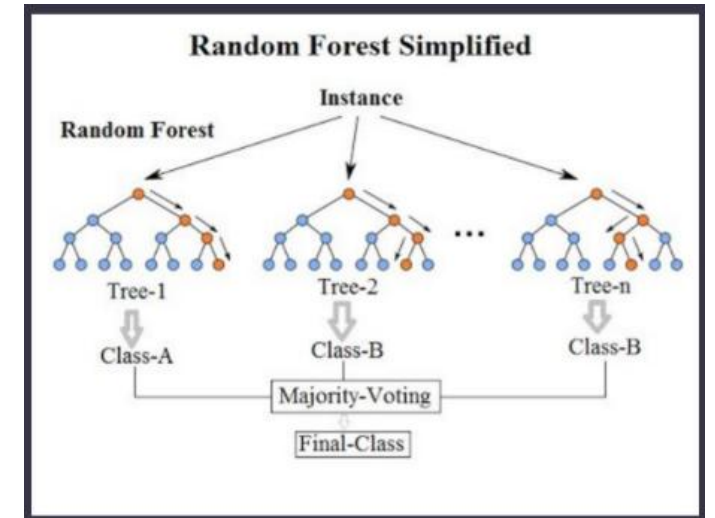 Random Forest Simplified
Instance
Random Forest
...
Tree-1
Tree-2
Tree-n
Class-A
Class-B
Class-B
Majority-Voting
Final-Class